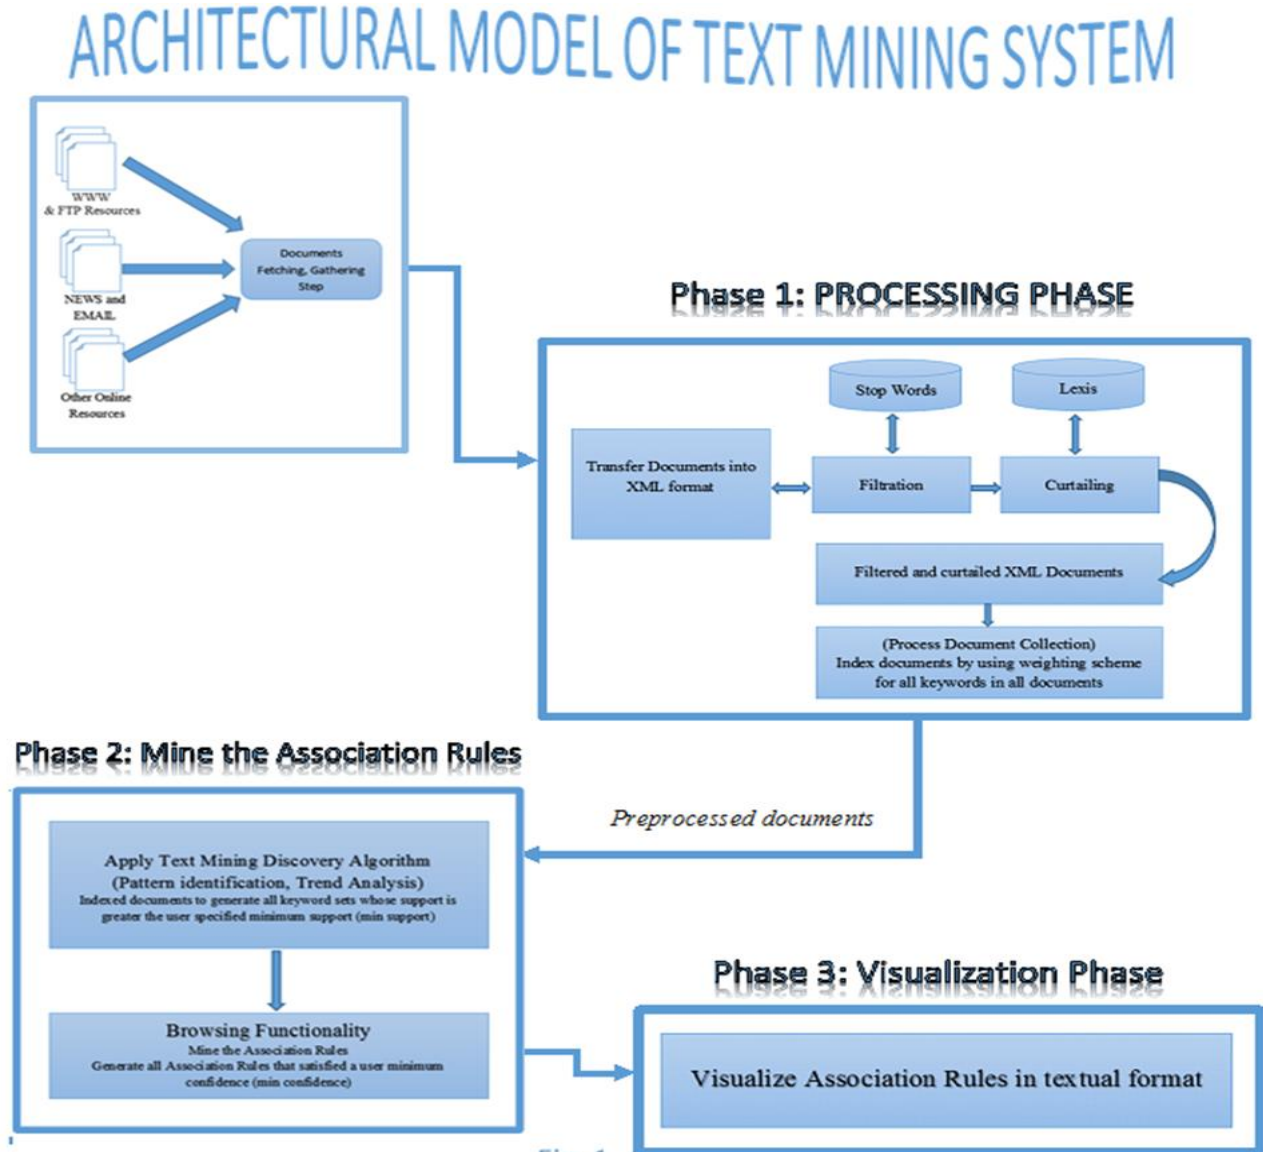 ARCHITECTURAL MODEL OF TEXT MINING SYSTEM
WWW
& FTP Resources
NEWS and
EMAIL
Other Online
Resources
Documents
Fetching, Gathering
Step
Phase 1: PROCESSING PHASE
Stop Words
Lexis
Transfer Documents into
XML format
Filtration
Curtailing
Filtered and curtailed XML Documents
(Process Document Collection)
Index documents by using weighting scheme
for all keywords in all documents
Phase 2: Mine the Association Rules
Preprocessed documents
Apply Text Mining Discovery Algorithm
(Pattern identification, Trend Analysis)
Indexed documents to generate all keyword sets whose support is
greater the user specified minimum support (min support)
Browsing Functionality
Mine the Association Rules
Generate all Association Rules that satisfied a user minimum
confidence (min confidence)
Phase 3: Visualization Phase
Visualize Association Rules in textual format